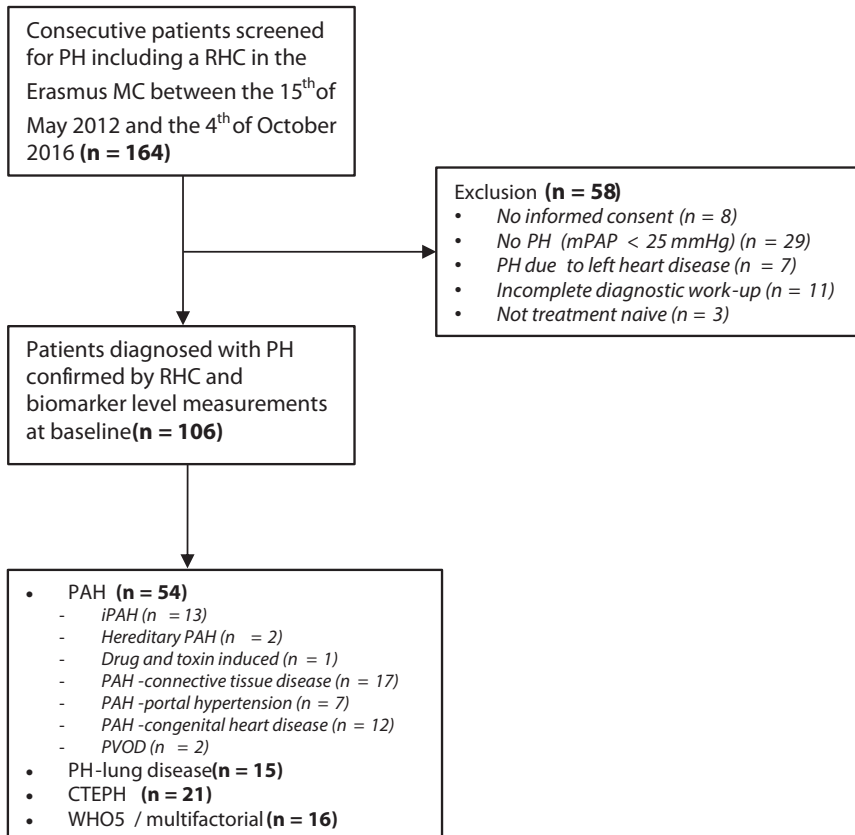 Consecutive patients screened
for PH including a RHC in the
Erasmus MC between the 15th of
May 2012 and the 4th of October
2016 (n = 164)
Exclusion (n = 58)
• No informed consent (n = 8)
• No PH (mPAP < 25 mmHg) (n = 29)
• PH due to left heart disease (n = 7)
• Incomplete diagnostic work-up (n = 11)
• Not treatment naive (n = 3)
Patients diagnosed with PH
confirmed by RHC and
biomarker level measurements
at baseline(n = 106)
• PAH (n = 54)
- iPAH (n = 13)
- Hereditary PAH (n = 2)
- Drug and toxin induced (n = 1)
- PAH -connective tissue disease (n = 17)
- PAH -portal hypertension (n = 7)
- PAH -congenital heart disease (n = 12)
- PVOD (n = 2)
• PH-lung disease(n = 15)
• CTEPH (n = 21)
• WHO5 / multifactorial (n = 16)